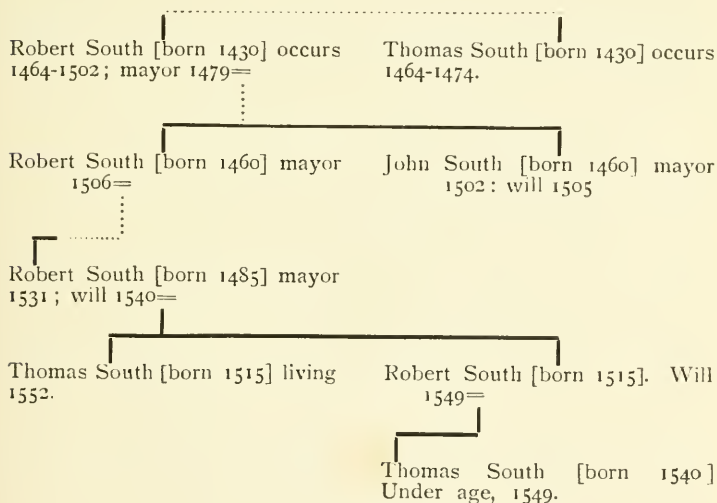 Robert South [born 1430] occurs
1464-1502; mayor 1479=
Thomas South [born 1430] occurs
1464-1474.
Robert South [born 1460] mayor
1506=
John South [born 1460] mayor
1502: will 1505
Robert South [born 1485] mayor
1531; will 1540=
Thomas South [born 1515] living
1552.
Robert South [born 1515]. Will
1549=
Thomas South [born 1540]
Under age, 1549.